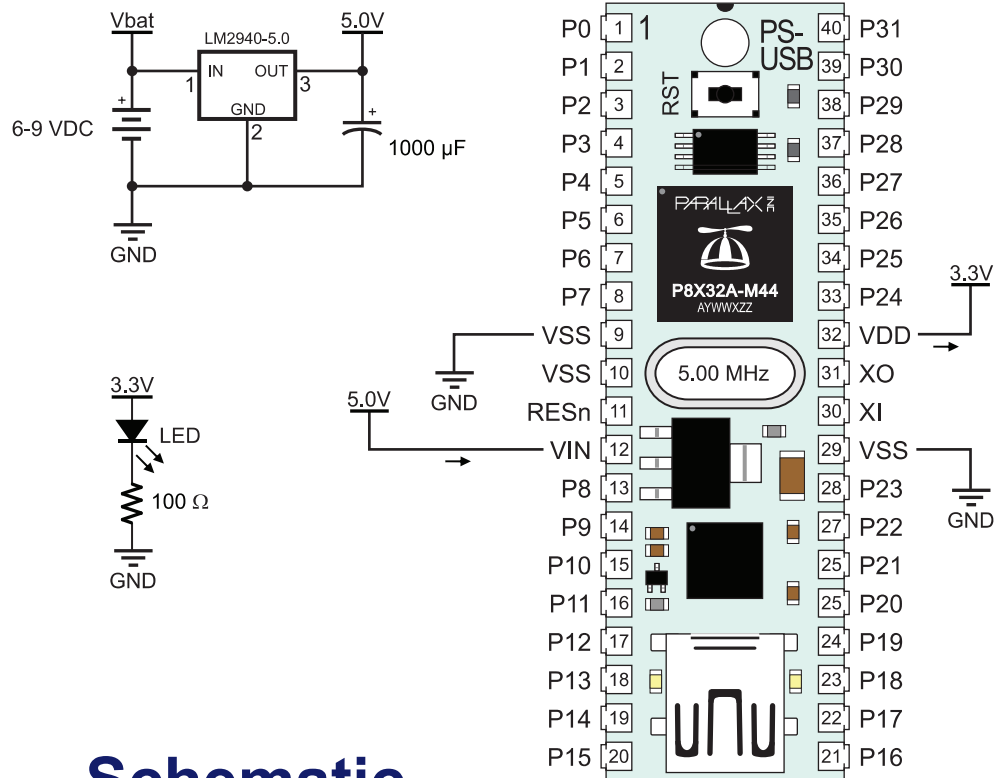 Vbat
5.0V
LM2940-5.0
IN
OUT
1
3
GND
2
+
+
6-9 VDC
1000 µF
GND
3.3V
LED
100 Ω
GND
5.0V
GND
3.3V
GND
1
PS-
USB
RST
PARALLAX INC
P8X32A-M44
AYWWXZZ
5.00 MHz
P0 1
P1 2
P2 3
P3 4
P4 5
P5 6
P6 7
P7 8
VSS 9
VSS 10
RESn 11
VIN 12
P8 13
P9 14
P10 15
P11 16
P12 17
P13 18
P14 19
P15 20
40 P31
39 P30
38 P29
37 P28
36 P27
35 P26
34 P25
33 P24
32 VDD
31 XO
30 XI
29 VSS
28 P23
27 P22
25 P21
25 P20
24 P19
23 P18
22 P17
21 P16
Schematic